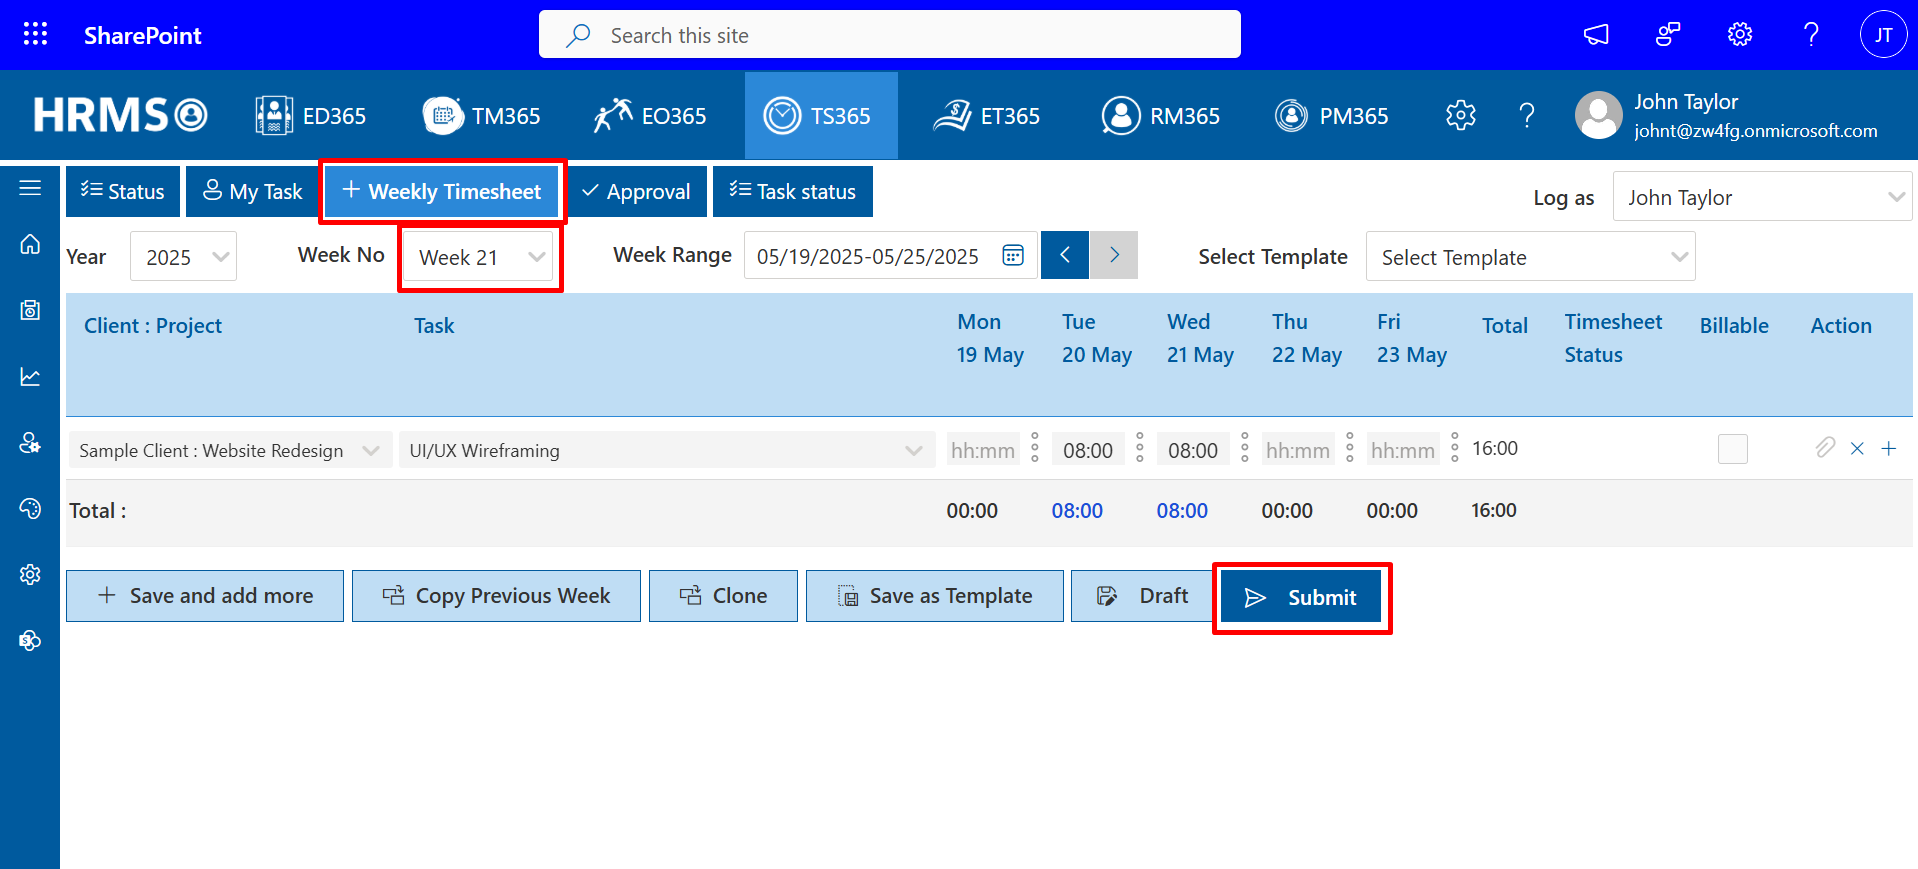 SharePoint
Search this site
JT
HRMS
ED365
TM365
EO365
TS365
ET365
RM365
PM365
John Taylor
johnt@zw4fg.onmicrosoft.com
Status
My Task
Weekly Timesheet
Approval
Task status
Log as
John Taylor
Year
2025
Week No
Week 21
Week Range
05/19/2025-05/25/2025
Select Template
Select Template
Client : Project
Task
Mon
19 May
Tue
20 May
Wed
21 May
Thu
22 May
Fri
23 May
Total
Timesheet
Status
Billable
Action
Sample Client : Website Redesign
UI/UX Wireframing
hh:mm
08:00
08:00
hh:mm
hh:mm
16:00
Total :
00:00
08:00
08:00
00:00
00:00
16:00
Save and add more
Copy Previous Week
Clone
Save as Template
Draft
Submit